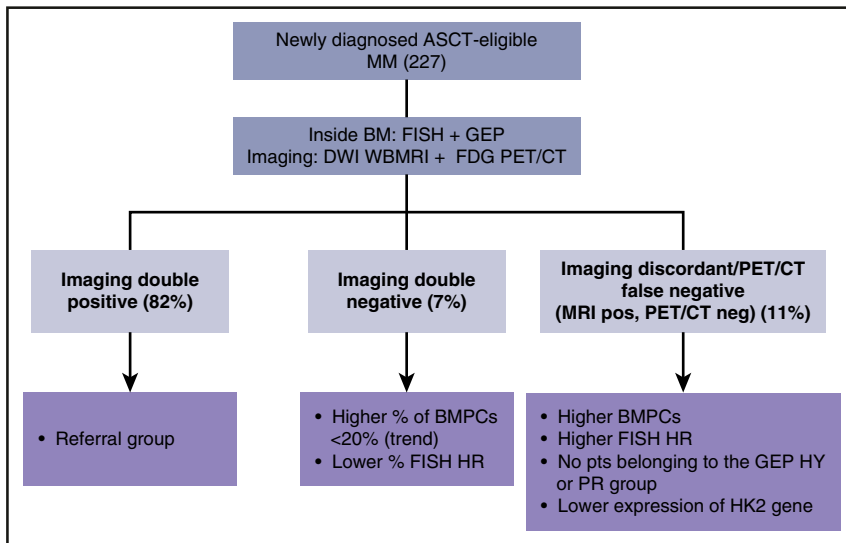 Newly diagnosed ASCT-eligible
MM (227)
Inside BM: FISH + GEP
Imaging: DWI WBMRI + FDG PET/CT
Imaging double
positive (82%)
Imaging double
negative (7%)
Imaging discordant/PET/CT
false negative
(MRI pos, PET/CT neg) (11%)
• Referral group
• Higher % of BMPCs
<20% (trend)
• Lower % FISH HR
• Higher BMPCs
• Higher FISH HR
• No pts belonging to the GEP HY
or PR group
• Lower expression of HK2 gene